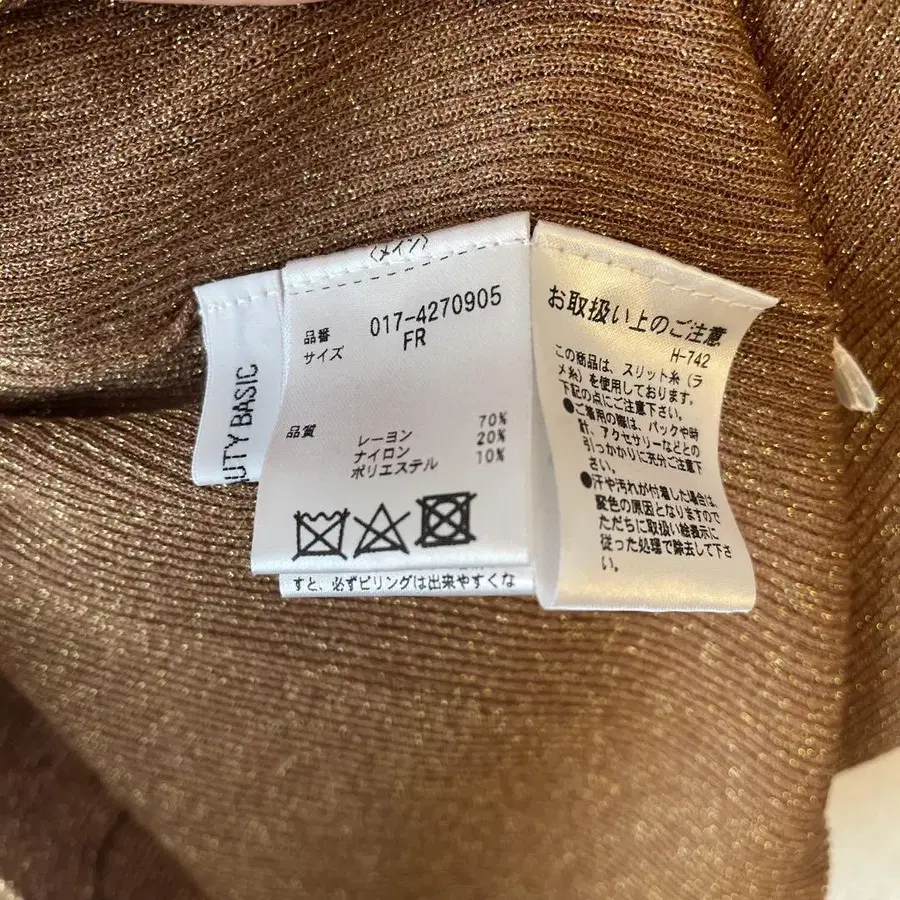 UTY BASIC
品番 017-4270905
サイズ FR
品質
レーヨン 70%
ナイロン 20%
ポリエステル 10%
すと、必ずピリングは出来やすくな
お取扱い上のご注意
H-742
この商品は、スリット糸(ラ
メ糸)を使用しております。
下記の点にご注意下さい。
●ご着用の際は、バックや時
計、アクセサリーなどとの
引っかかりに充分ご注意下
さい。
●汗や汚れが付着した場合は、
変色の原因となりますので
ただちに取扱い絵表示に
従った処理で除去して下さ
い。